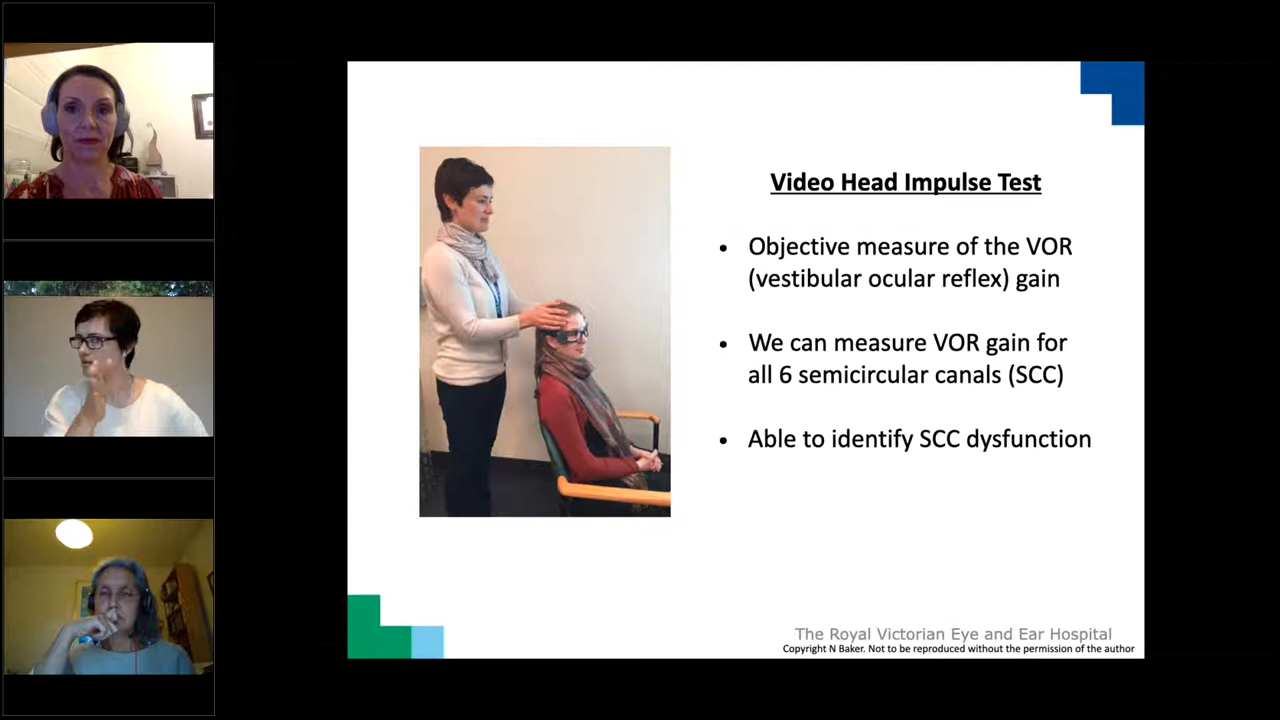 Video Head Impulse Test
• Objective measure of the VOR
(vestibular ocular reflex) gain
• We can measure VOR gain for
all 6 semicircular canals (SCC)
• Able to identify SCC dysfunction
The Royal Victorian Eye and Ear Hospital
Copyright N Baker. Not to be reproduced without the permission of the author